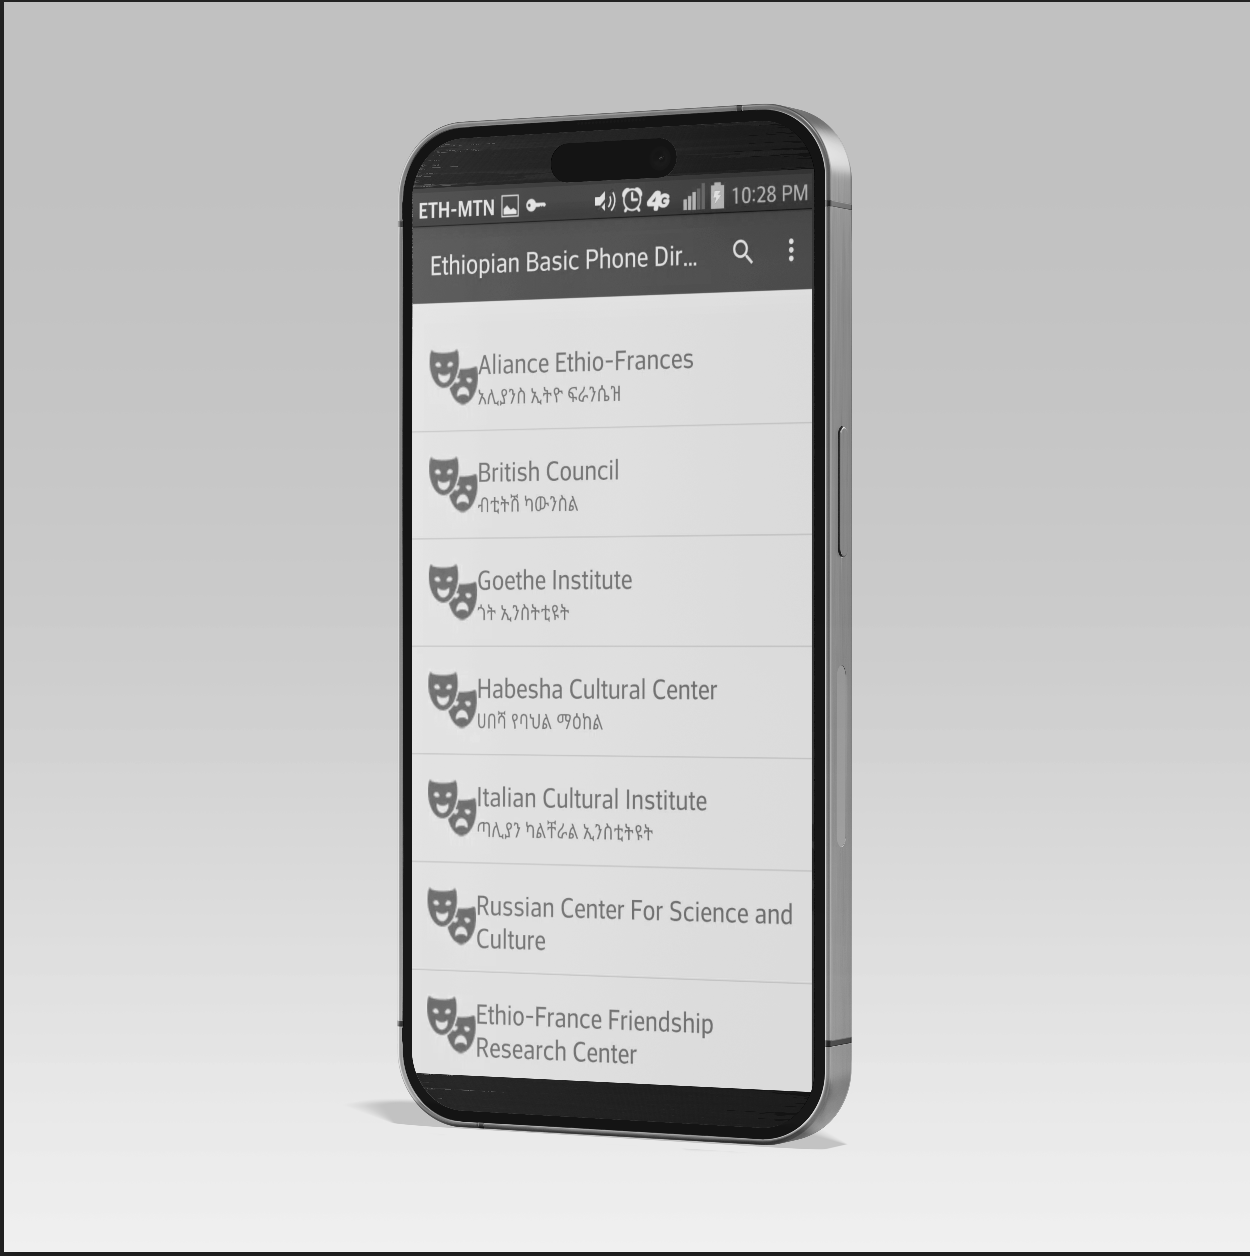 ETH-MTN 4G 10:28 PM
Ethiopian Basic Phone Dir...
Aliance Ethio-Frances
አሊያንስ ኢትዮ ፍራንሴዝ
British Council
ብቲትሽ ካውንስል
Goethe Institute
ጎት ኢንስትቲዩት
Habesha Cultural Center
ሀበሻ የባህል ማዕከል
Italian Cultural Institute
ጣሊያን ካልቸራል ኢንስቲትዩት
Russian Center For Science and
Culture
Ethio-France Friendship
Research Center